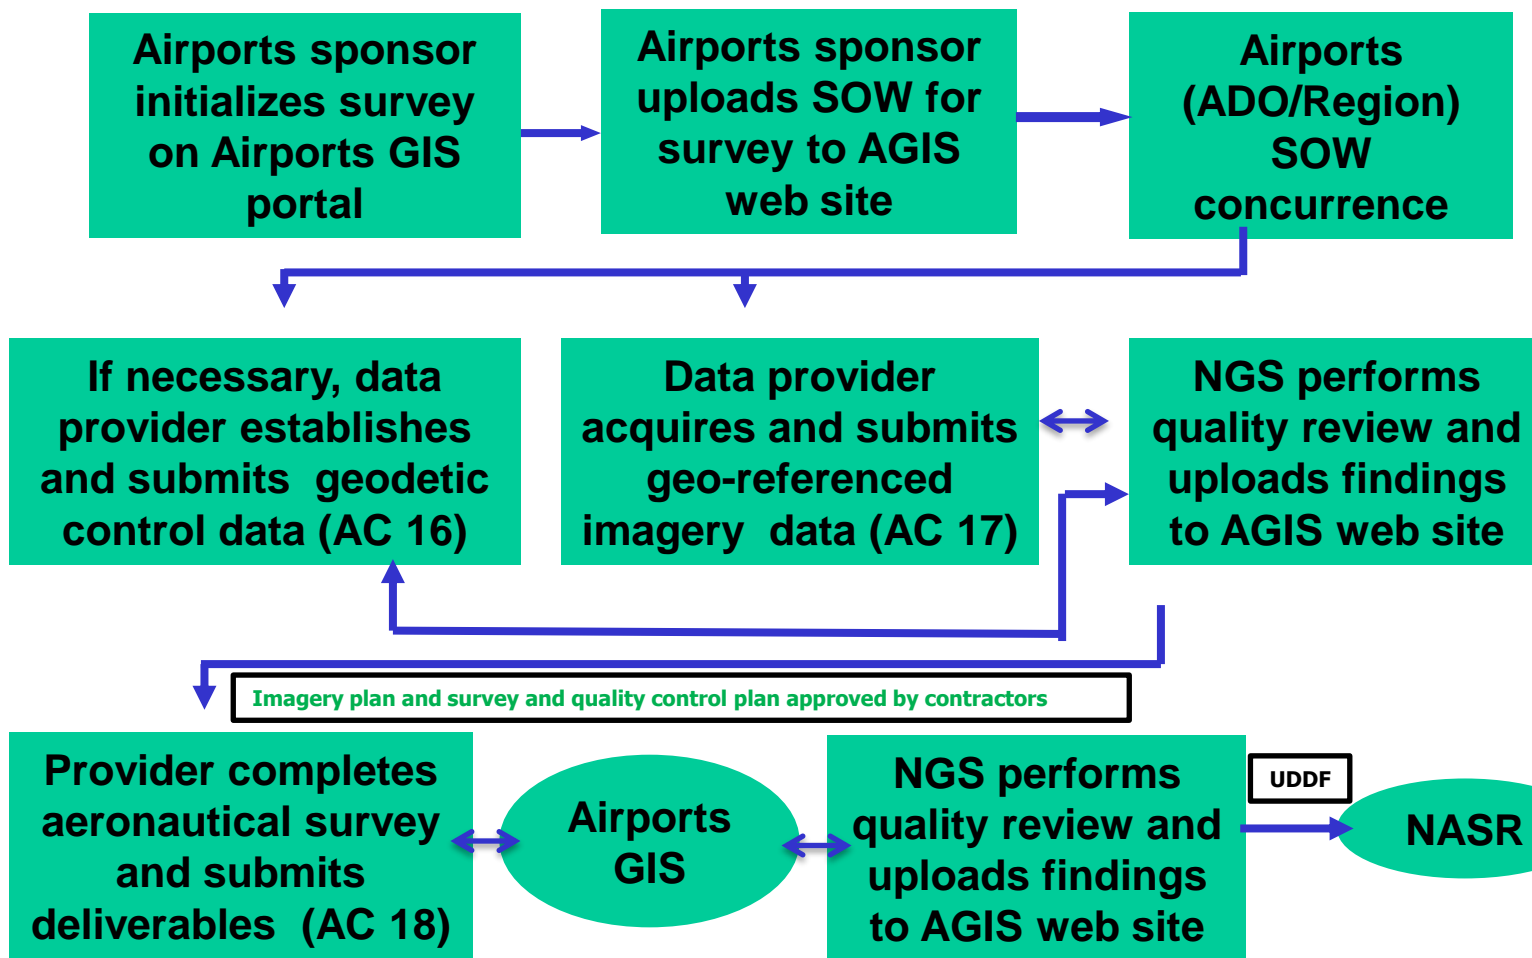 Airports sponsor
initializes survey
on Airports GIS
portal
Airports sponsor
uploads SOW for
survey to AGIS
web site
Airports
(ADO/Region)
SOW
concurrence
If necessary, data
provider establishes
and submits  geodetic
control data (AC 16)
Data provider
acquires and submits
geo-referenced
imagery  data (AC 17)
NGS performs
quality review and
uploads findings
to AGIS web site
Imagery plan and survey and quality control plan approved by contractors
Provider completes
aeronautical survey
and submits
deliverables  (AC 18)
Airports
GIS
NGS performs
quality review and
uploads findings
to AGIS web site
UDDF
NASR